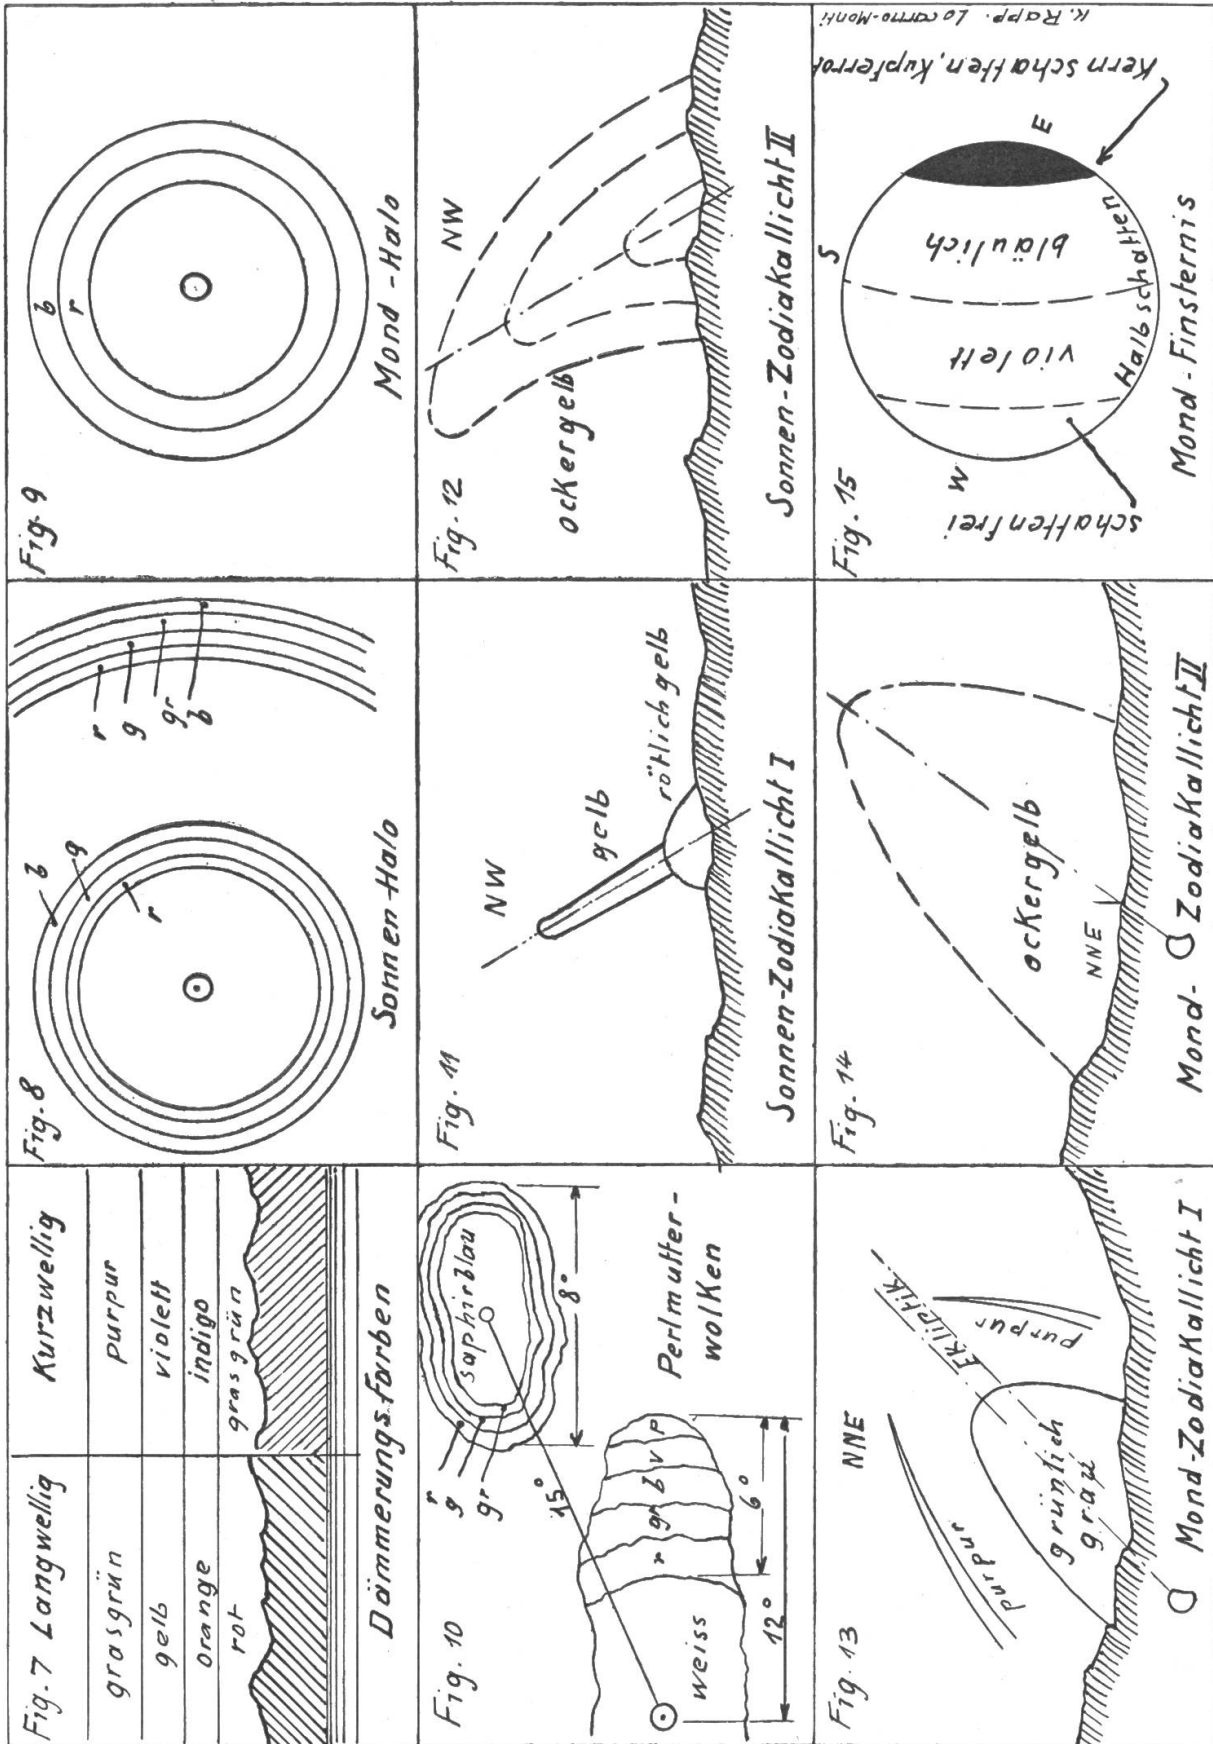 Fig. 7 Langwellig
Kurzwellig
grasgrün
purpur
gelb
violett
orange
indigo
rot
grasgrün
Dämmerungsfarben
Fig. 8
b
g
r
r
g
gr
b
Sonnen-Halo
Fig. 9
b
r
Mond-Halo
Fig. 10
saphirblau
r
g
gr
15°
8°
weiss
r
gr
b
v
p
6°
12°
Perlmutter-
wolken
Fig. 11
NW
gelb
rötlichgelb
Sonnen-Zodiakallicht I
Fig. 12
NW
ockergelb
Sonnen-Zodiakallicht II
Fig. 13
NNE
Ekliptik
purpur
purpur
grünlich
grau
Mond-Zodiakallicht I
Fig. 14
ockergelb
NNE
Mond-Zodiakallicht II
Fig. 15
W
S
E
schattenfrei
violett
bläulich
Halbschatten
Kernschatten, Kupferrot
Mond-Finsternis
K. Rapp. Locarno-Monti